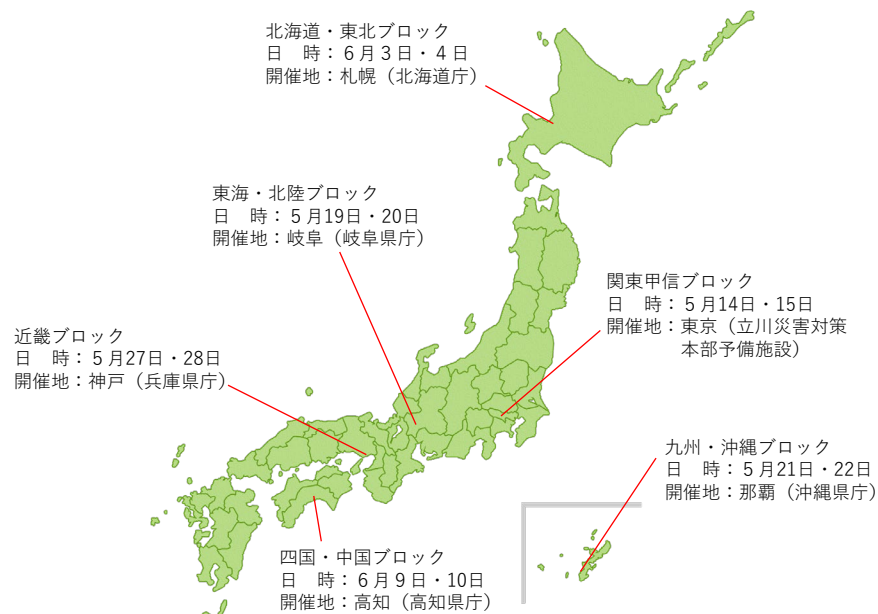 北海道・東北ブロック
日　時：６月３日・４日
開催地：札幌（北海道庁）
東海・北陸ブロック
日　時：５月19日・20日
開催地：岐阜（岐阜県庁）
関東甲信ブロック
日　時：５月14日・15日
開催地：東京（立川災害対策
本部予備施設）
近畿ブロック
日　時：５月27日・28日
開催地：神戸（兵庫県庁）
九州・沖縄ブロック
日　時：５月21日・22日
開催地：那覇（沖縄県庁）
四国・中国ブロック
日　時：６月９日・10日
開催地：高知（高知県庁）